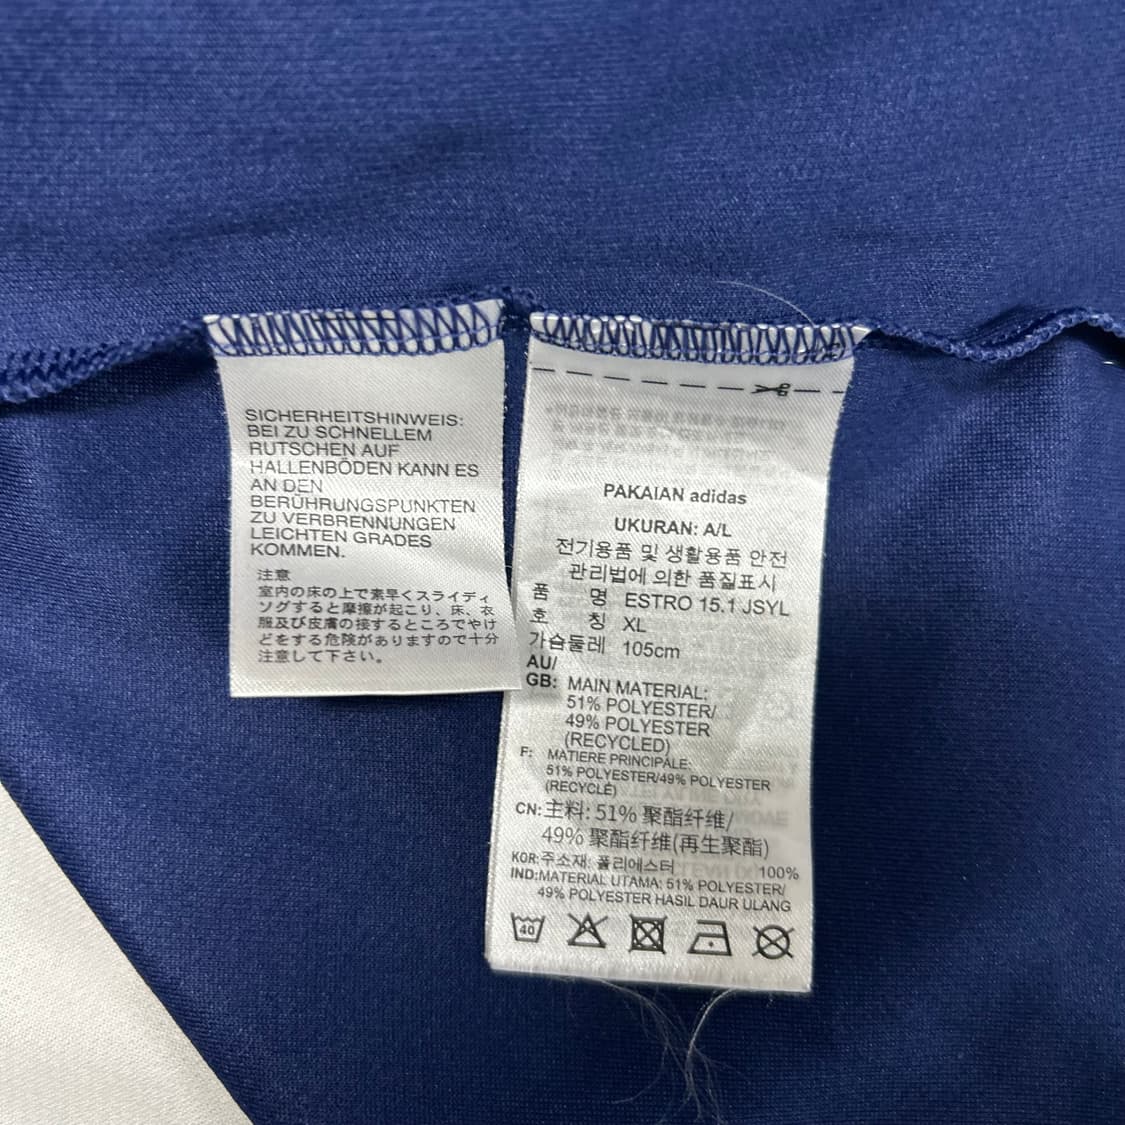 SICHERHEITSHINWEIS:
BEI ZU SCHNELLEM
RUTSCHEN AUF
HALLENBÖDEN KANN ES
AN DEN
BERÜHRUNGSPUNKTEN
ZU VERBRENNUNGEN
LEICHTEN GRADES
KOMMEN.
注意
室内の床の上で素早くスライディ
ングすると摩擦が起こり、床、衣
服及び皮膚の接するところでやけ
どをする危険がありますので十分
注意して下さい。
PAKAIAN adidas
UKURAN: A/L
전기용품 및 생활용품 안전
관리법에 의한 품질표시
품 명 ESTRO 15.1 JSYL
호 칭 XL
가슴둘레 105cm
AU/
GB: MAIN MATERIAL:
51% POLYESTER/
49% POLYESTER
(RECYCLED)
F: MATIERE PRINCIPALE:
51% POLYESTER/49% POLYESTER
(RECYCLÉ)
CN: 主料: 51% 聚酯纤维/
49% 聚酯纤维(再生聚酯)
KOR: 주소재: 폴리에스터 100%
IND: MATERIAL UTAMA: 51% POLYESTER/
49% POLYESTER HASIL DAUR ULANG
40